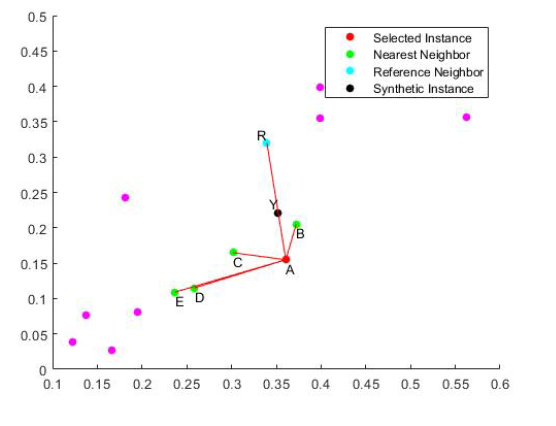 0.5
Selected Instance
Nearest Neighbor
Reference Neighbor
Synthetic Instance
0.45
0.4
0.35
R
0.3
0.25
Y
B
0.2
C
A
0.15
E D
0.1
0.05
0
0.1 0.15 0.2 0.25 0.3 0.35 0.4 0.45 0.5 0.55 0.6